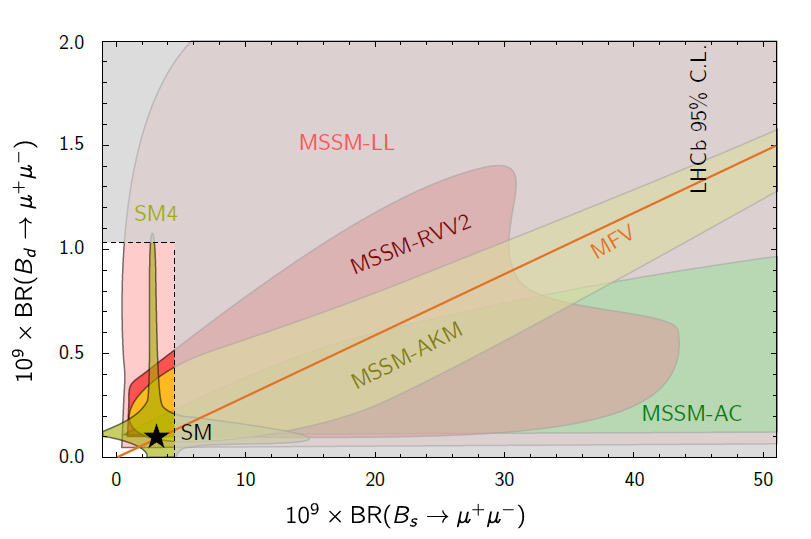 2.0
1.5
1.0
0.5
0.0
10⁹ × BR(B_d → μ⁺μ⁻)
MSSM-LL
LHCb 95% C.L.
SM4
MSSM-RVV2
MFV
MSSM-AKM
MSSM-AC
SM
0 10 20 30 40 50
10⁹ × BR(B_s → μ⁺μ⁻)